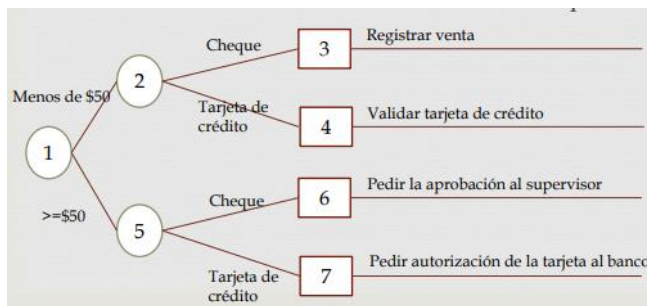 Cheque
3
Registrar venta
Menos de $50
2
Tarjeta de
crédito
4
Validar tarjeta de crédito
1
>=$50
5
Cheque
6
Pedir la aprobación al supervisor
Tarjeta de
crédito
7
Pedir autorización de la tarjeta al banco